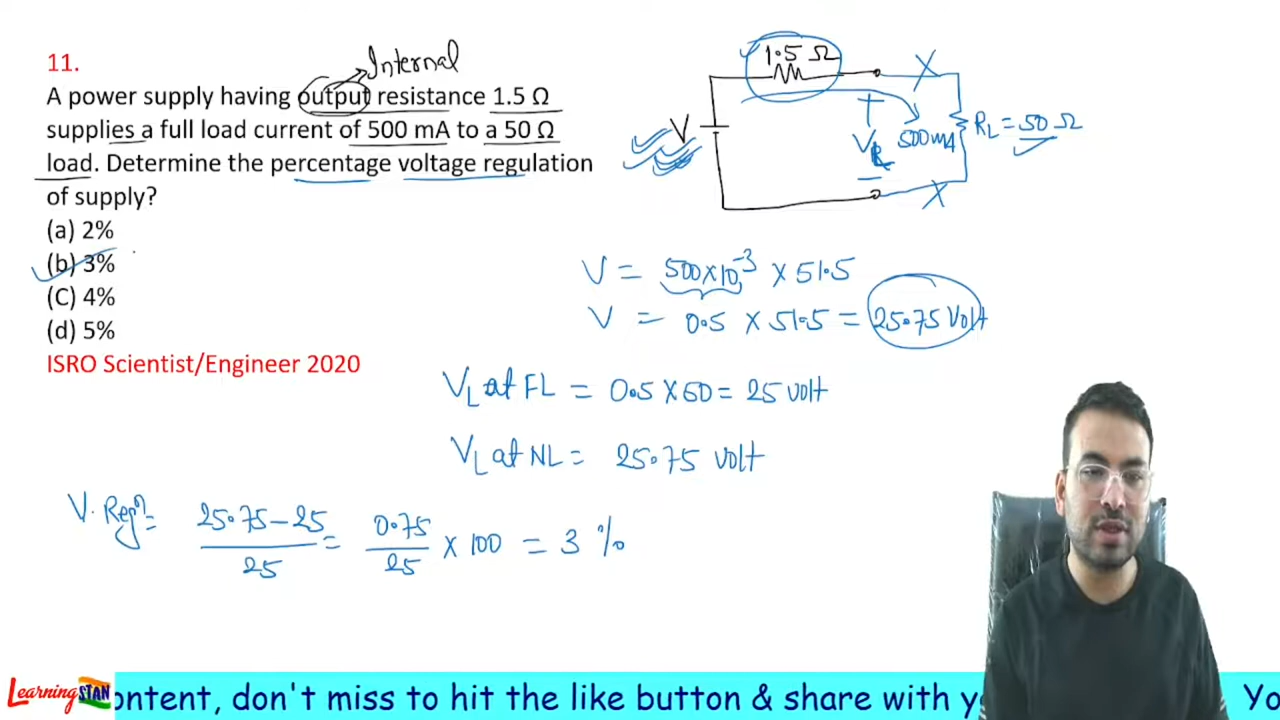 11.
Internal
A power supply having output resistance 1.5 Ω
supplies a full load current of 500 mA to a 50 Ω
load. Determine the percentage voltage regulation
of supply?
(a) 2%
(b) 3%
(C) 4%
(d) 5%
ISRO Scientist/Engineer 2020
1.5 Ω
V
+
V
500mA
RL = 50 Ω
V = 500×10⁻³ × 51.5
V = 0.5 × 51.5 = 25.75 Volt
VL at FL = 0.5 × 50 = 25 volt
VL at NL = 25.75 volt
V. Regⁿ = (25.75 - 25)/25 = 0.75/25 × 100 = 3 %
LearningSTAN
ontent, don't miss to hit the like button & share with y
Yo